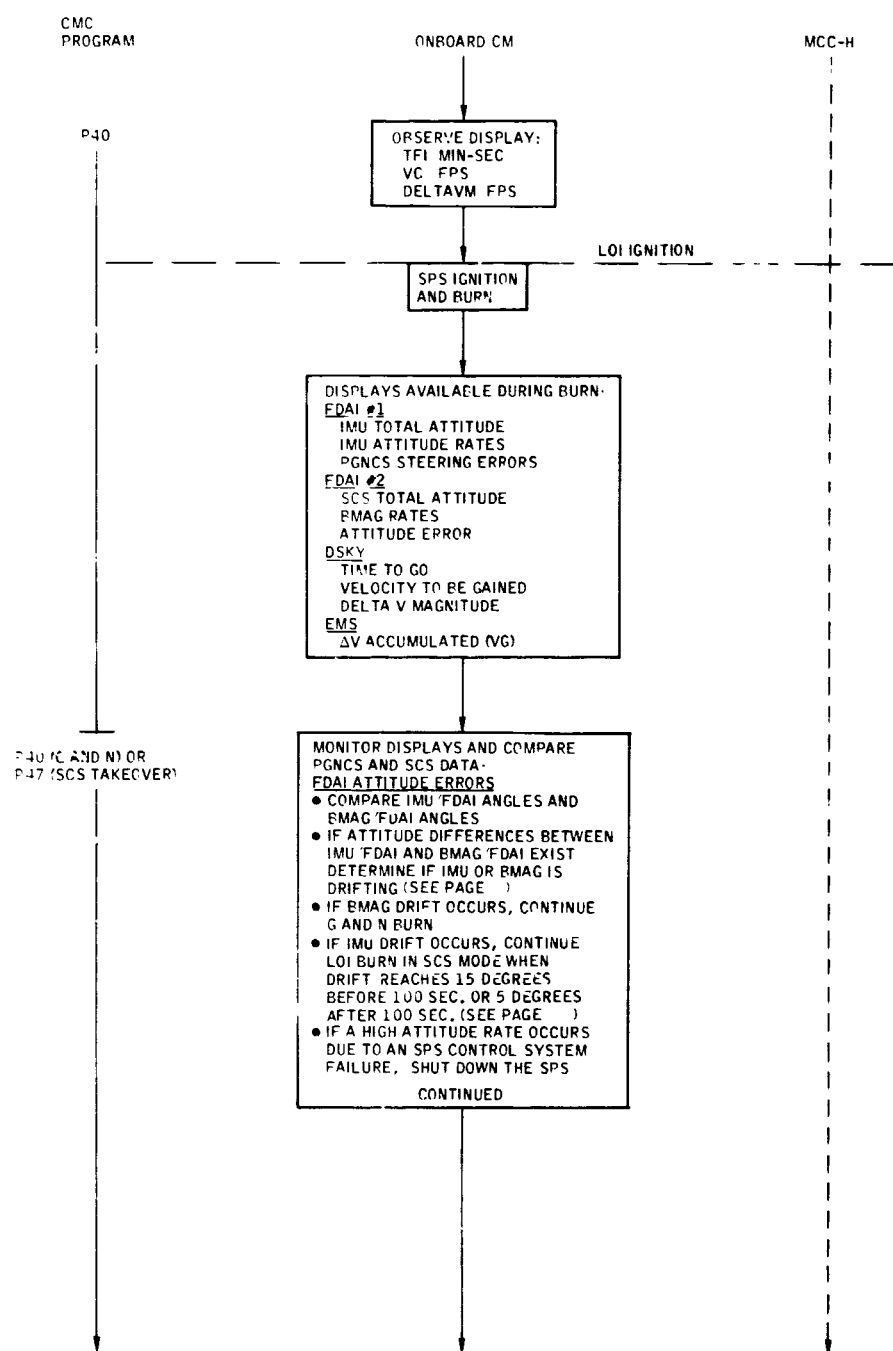 CMC
PROGRAM
ONBOARD CM
MCC-H
P40
OBSERVE DISPLAY:
TFI MIN-SEC
VC FPS
DELTAVM FPS
LOI IGNITION
SPS IGNITION
AND BURN
DISPLAYS AVAILABLE DURING BURN-
FDAI #1
IMU TOTAL ATTITUDE
IMU ATTITUDE RATES
PGNCS STEERING ERRORS
FDAI #2
SCS TOTAL ATTITUDE
BMAG RATES
ATTITUDE ERROR
DSKY
TIME TO GO
VELOCITY TO BE GAINED
DELTA V MAGNITUDE
EMS
ΔV ACCUMULATED (VG)
P40 (G AND N) OR
P47 (SCS TAKEOVER)
MONITOR DISPLAYS AND COMPARE
PGNCS AND SCS DATA-
FDAI ATTITUDE ERRORS
● COMPARE IMU/FDAI ANGLES AND
BMAG/FDAI ANGLES
● IF ATTITUDE DIFFERENCES BETWEEN
IMU/FDAI AND BMAG/FDAI EXIST
DETERMINE IF IMU OR BMAG IS
DRIFTING (SEE PAGE )
● IF BMAG DRIFT OCCURS, CONTINUE
G AND N BURN
● IF IMU DRIFT OCCURS, CONTINUE
LOI BURN IN SCS MODE WHEN
DRIFT REACHES 15 DEGREES
BEFORE 100 SEC. OR 5 DEGREES
AFTER 100 SEC. (SEE PAGE )
● IF A HIGH ATTITUDE RATE OCCURS
DUE TO AN SPS CONTROL SYSTEM
FAILURE, SHUT DOWN THE SPS
CONTINUED